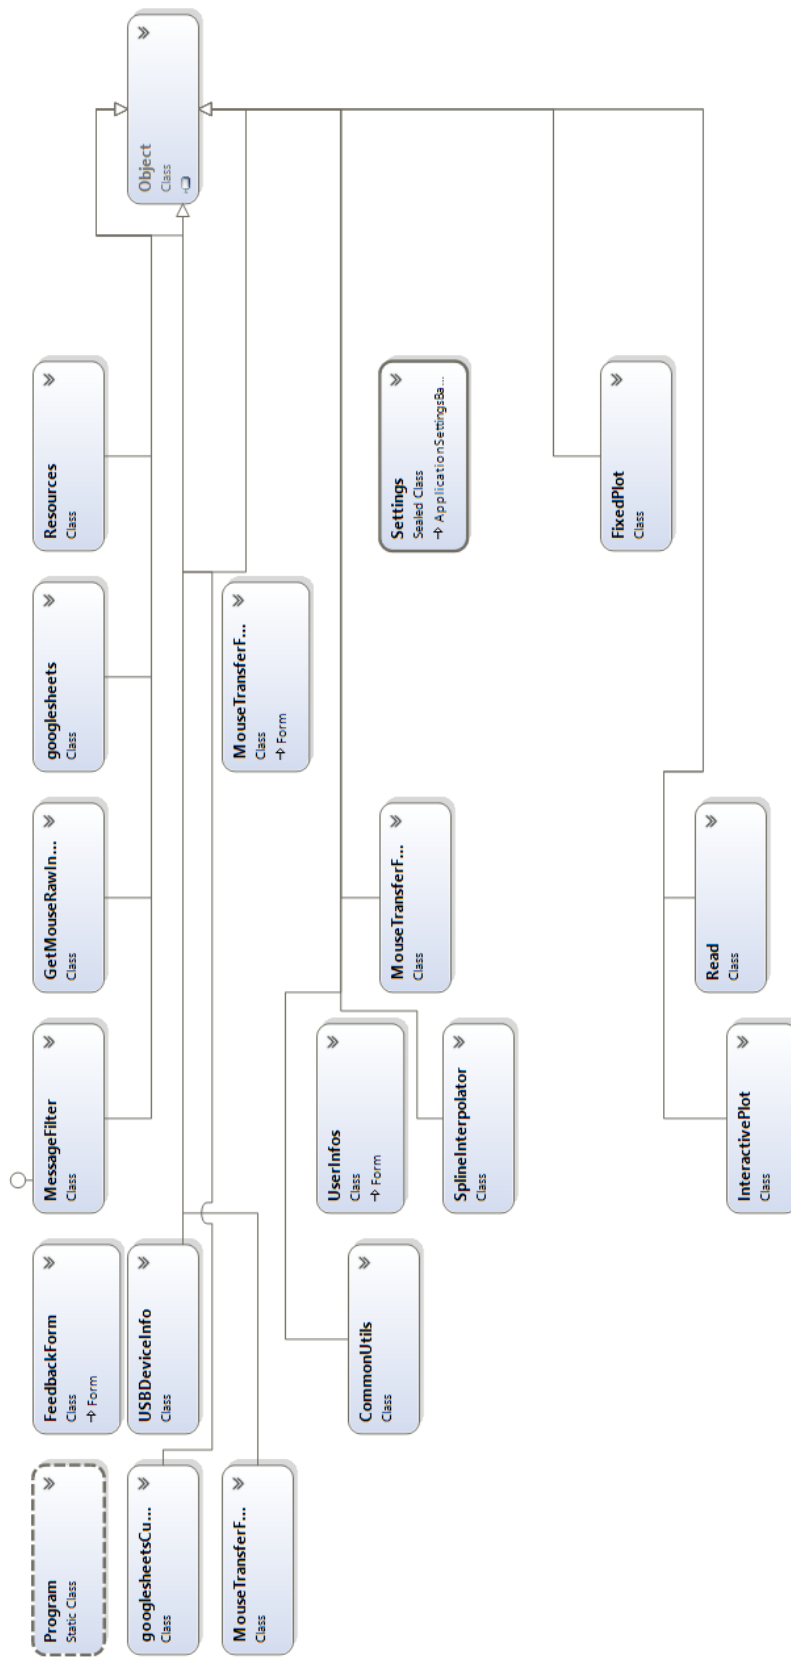 Program
Static Class
FeedbackForm
Class
Form
MessageFilter
Class
GetMouseRawIn...
Class
googlesheets
Class
Resources
Class
googlesheetsCu...
Class
USBDeviceInfo
Class
Object
Class
MouseTransferF...
Class
MouseTransferF...
Class
Form
UserInfos
Class
Form
CommonUtils
Class
MouseTransferF...
Class
Settings
Sealed Class
ApplicationSettingsBa...
SplineInterpolator
Class
FixedPlot
Class
Read
Class
InteractivePlot
Class